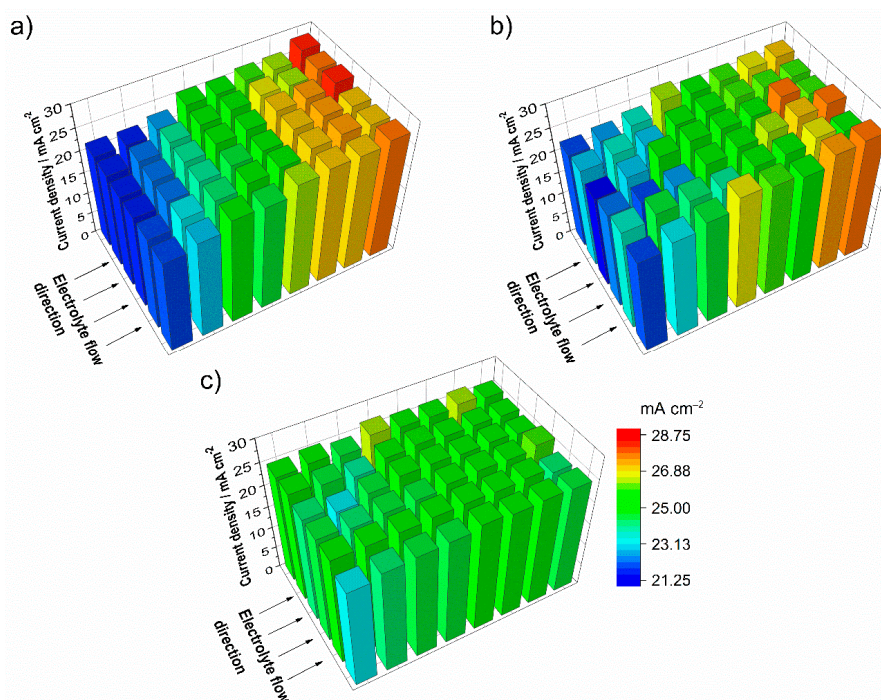 a)
30
25
20
15
10
5
0
Current density / mA cm⁻²
Electrolyte flow
direction
b)
30
25
20
15
10
5
0
Current density / mA cm⁻²
Electrolyte flow
direction
c)
30
25
20
15
10
5
0
Current density / mA cm⁻²
Electrolyte flow
direction
mA cm⁻²
28.75
26.88
25.00
23.13
21.25